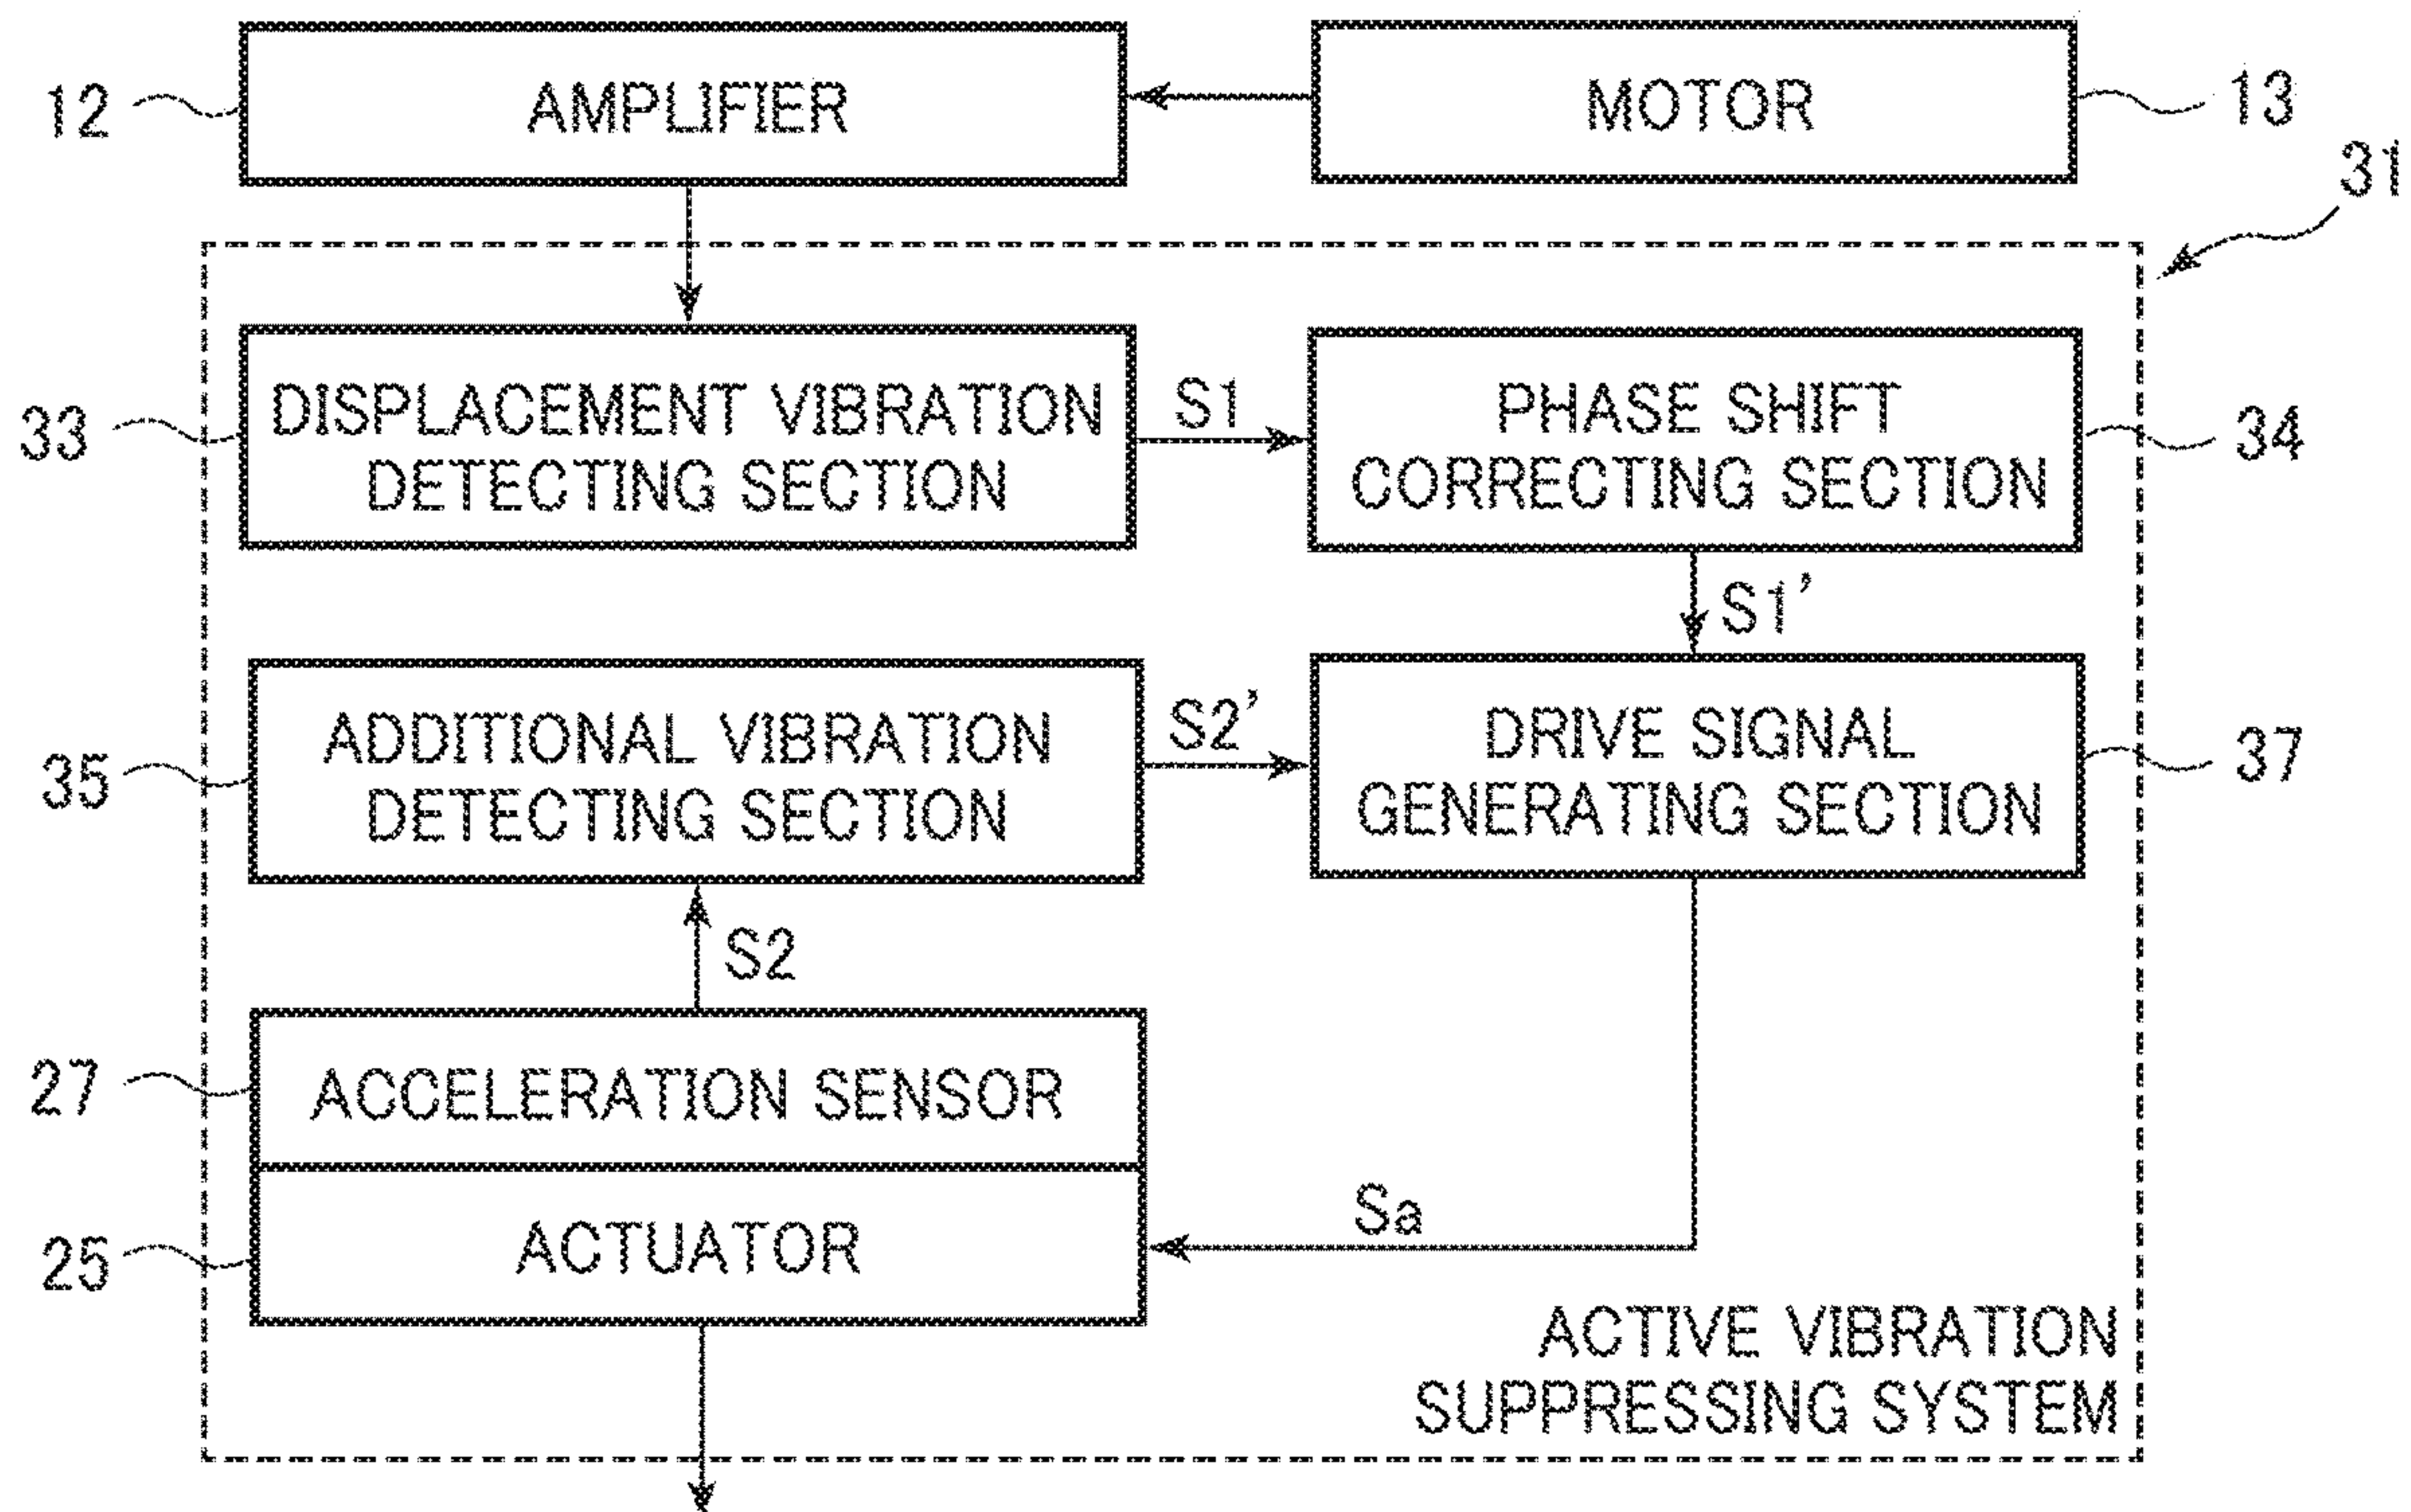 12
AMPLIFIER
MOTOR
13
31
33
DISPLACEMENT VIBRATION
DETECTING SECTION
S1
PHASE SHIFT
CORRECTING SECTION
34
S1'
35
ADDITIONAL VIBRATION
DETECTING SECTION
S2'
DRIVE SIGNAL
GENERATING SECTION
37
S2
27
ACCELERATION SENSOR
25
ACTUATOR
Sa
ACTIVE VIBRATION
SUPPRESSING SYSTEM